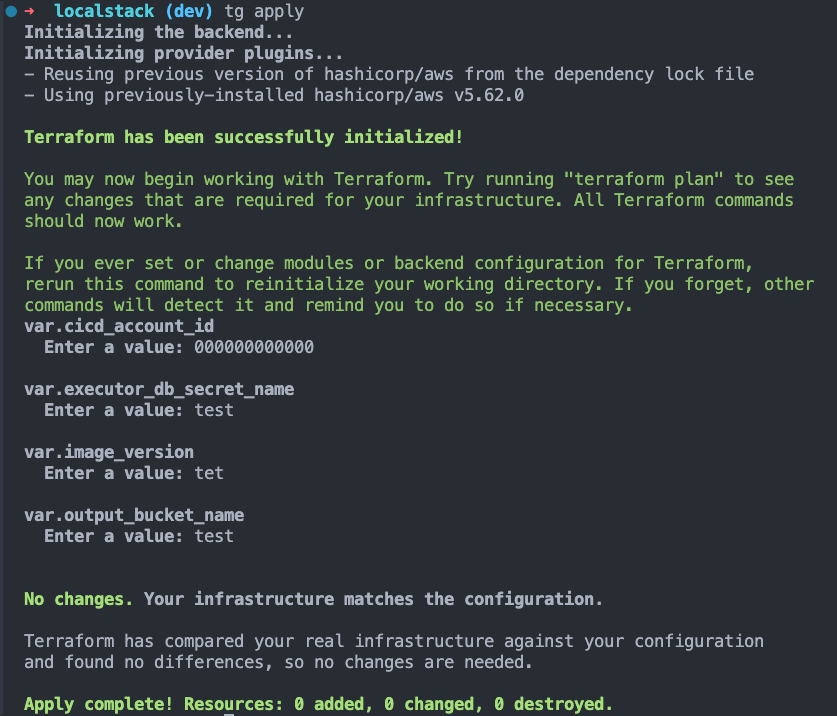 → localstack (dev) tg apply
Initializing the backend...
Initializing provider plugins...
– Reusing previous version of hashicorp/aws from the dependency lock file
– Using previously-installed hashicorp/aws v5.62.0
Terraform has been successfully initialized!
You may now begin working with Terraform. Try running "terraform plan" to see
any changes that are required for your infrastructure. All Terraform commands
should now work.
If you ever set or change modules or backend configuration for Terraform,
rerun this command to reinitialize your working directory. If you forget, other
commands will detect it and remind you to do so if necessary.
var.cicd_account_id
Enter a value: 000000000000
var.executor_db_secret_name
Enter a value: test
var.image_version
Enter a value: tet
var.output_bucket_name
Enter a value: test
No changes. Your infrastructure matches the configuration.
Terraform has compared your real infrastructure against your configuration
and found no differences, so no changes are needed.
Apply complete! Resources: 0 added, 0 changed, 0 destroyed.